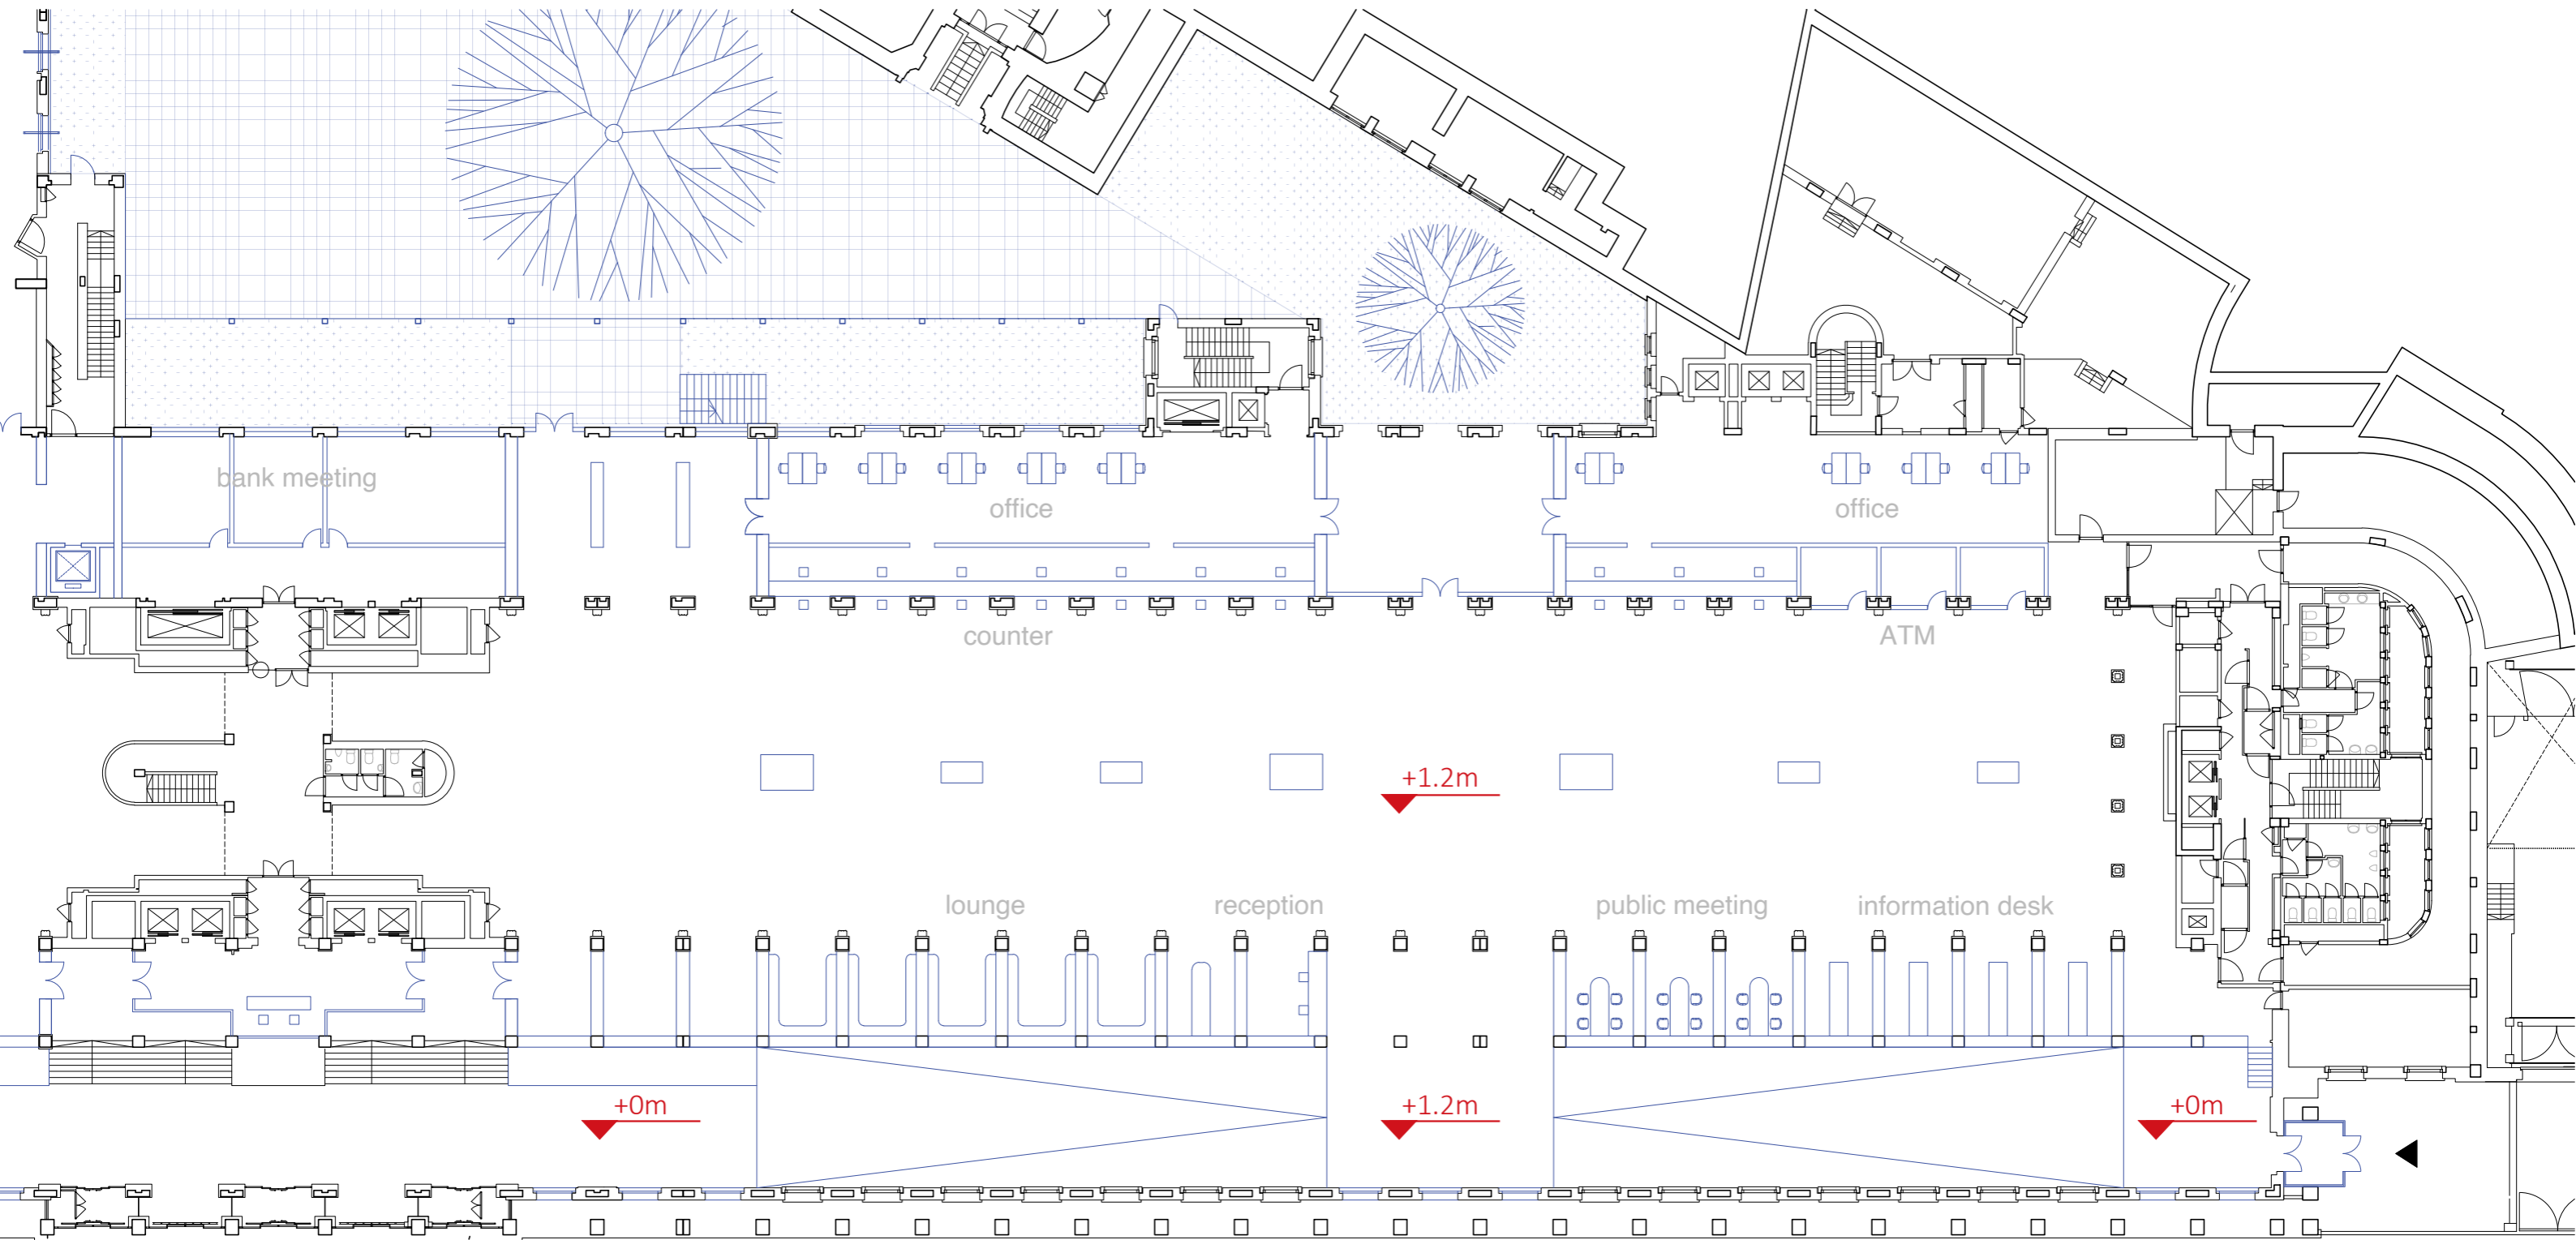 bank meeting
office
office
counter
ATM
+1.2m
lounge
reception
public meeting
information desk
+0m
+1.2m
+0m